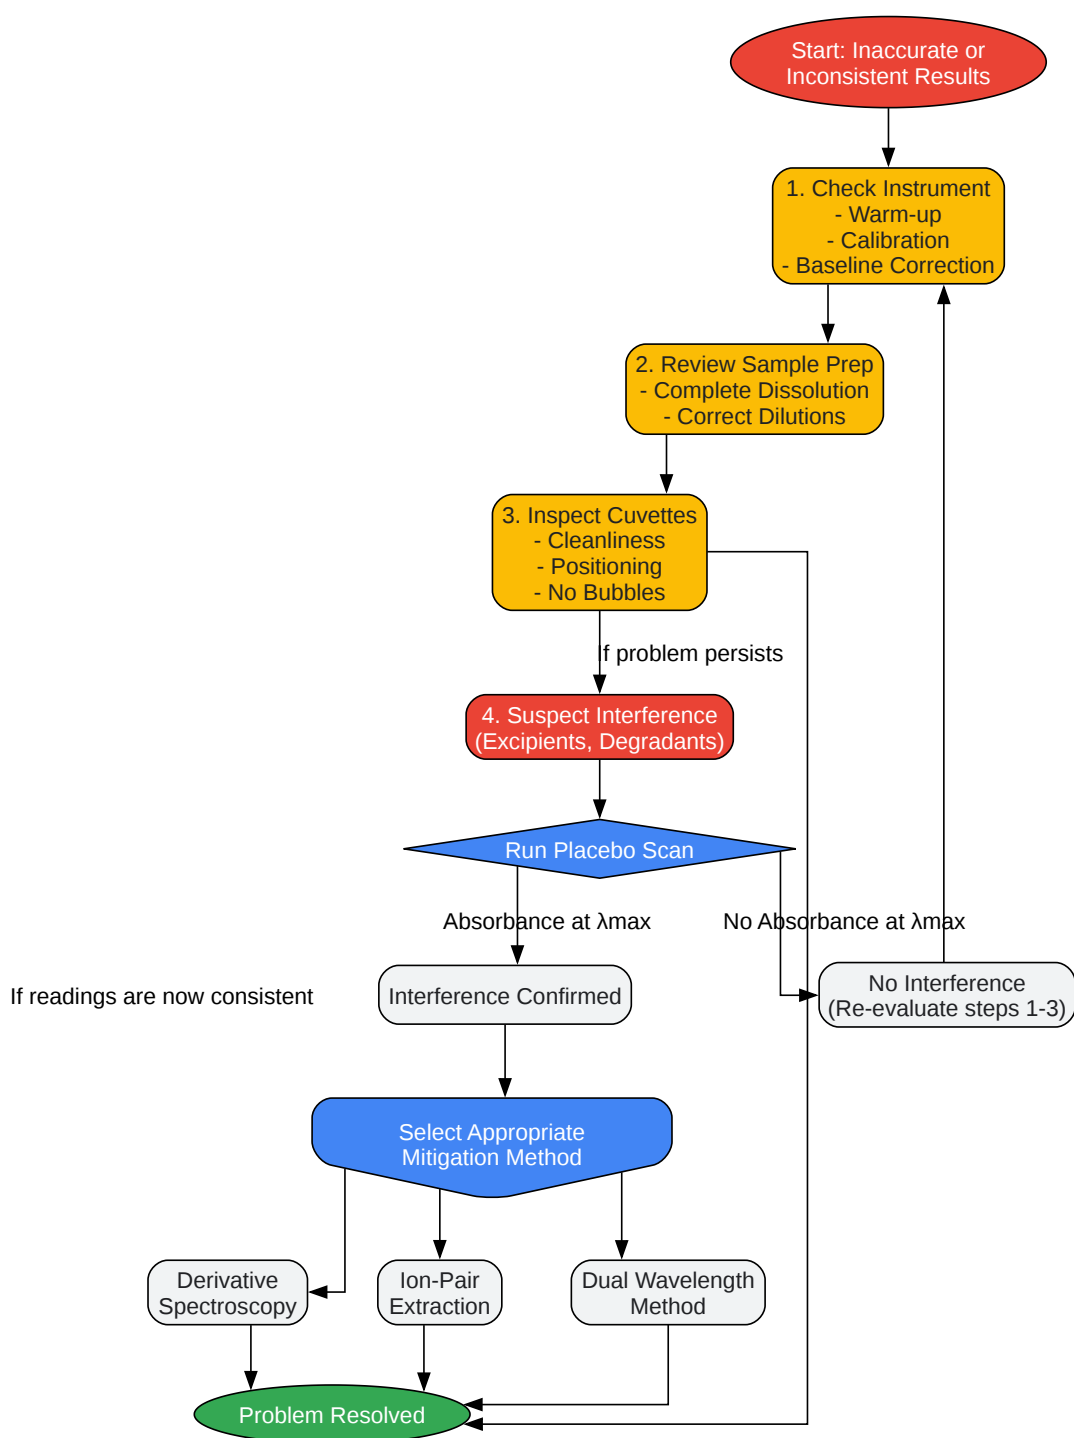 Start: Inaccurate or
Inconsistent Results
1. Check Instrument
- Warm-up
- Calibration
- Baseline Correction
2. Review Sample Prep
- Complete Dissolution
- Correct Dilutions
3. Inspect Cuvettes
- Cleanliness
- Positioning
- No Bubbles
If problem persists
4. Suspect Interference
(Excipients, Degradants)
Run Placebo Scan
Absorbance at λmax
No Absorbance at λmax
If readings are now consistent
Interference Confirmed
No Interference
(Re-evaluate steps 1-3)
Select Appropriate
Mitigation Method
Derivative
Spectroscopy
Ion-Pair
Extraction
Dual Wavelength
Method
Problem Resolved